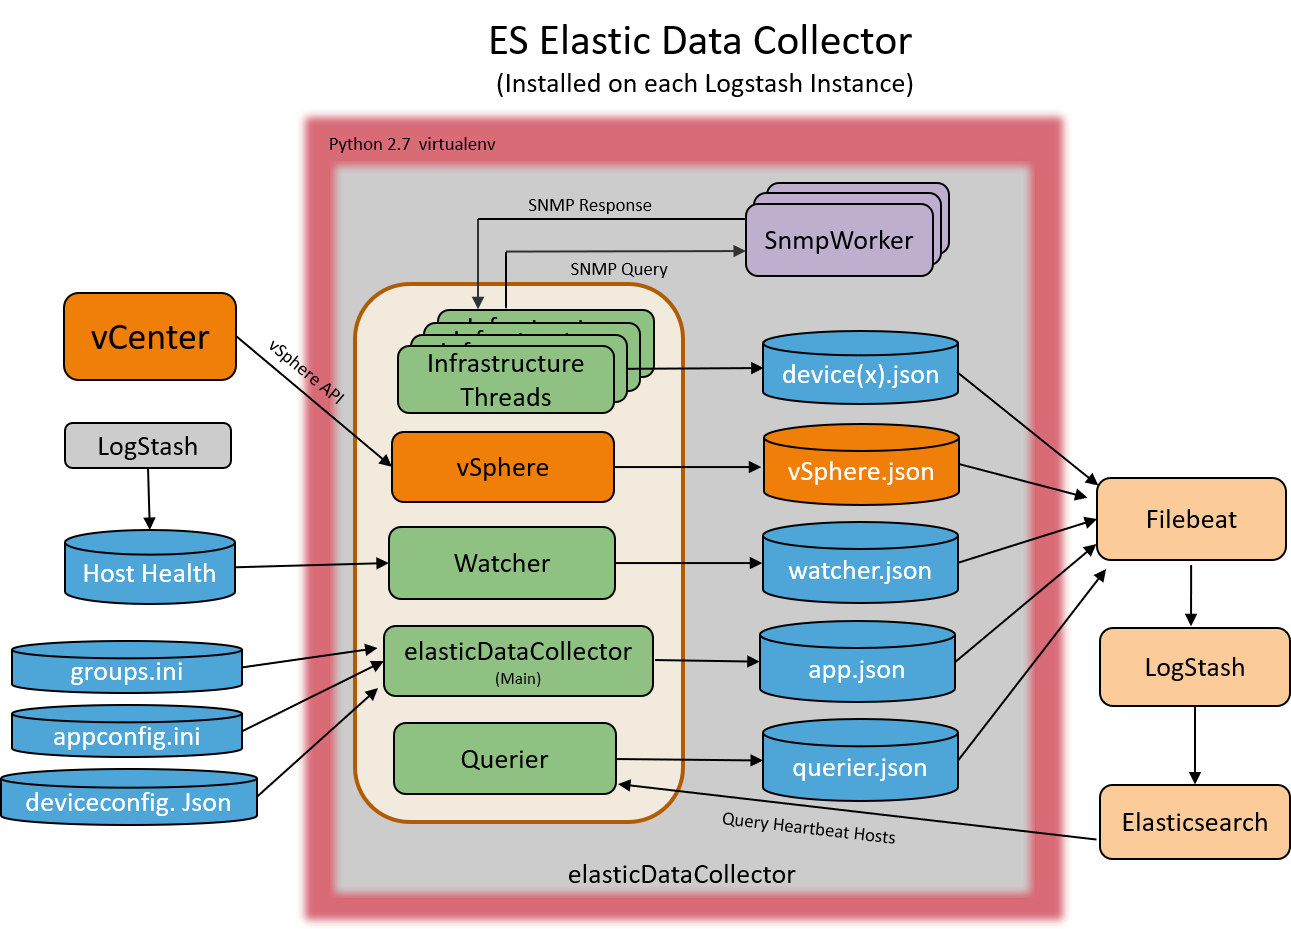 ES Elastic Data Collector
(Installed on each Logstash Instance)
Python 2.7 virtualenv
SNMP Response
SnmpWorker
SNMP Query
vCenter
vSphere API
Infrastructure
Threads
device(x).json
LogStash
vSphere
vSphere.json
Filebeat
Host Health
Watcher
watcher.json
groups.ini
elasticDataCollector
(Main)
app.json
LogStash
appconfig.ini
Querier
querier.json
deviceconfig. Json
Query Heartbeat Hosts
Elasticsearch
elasticDataCollector